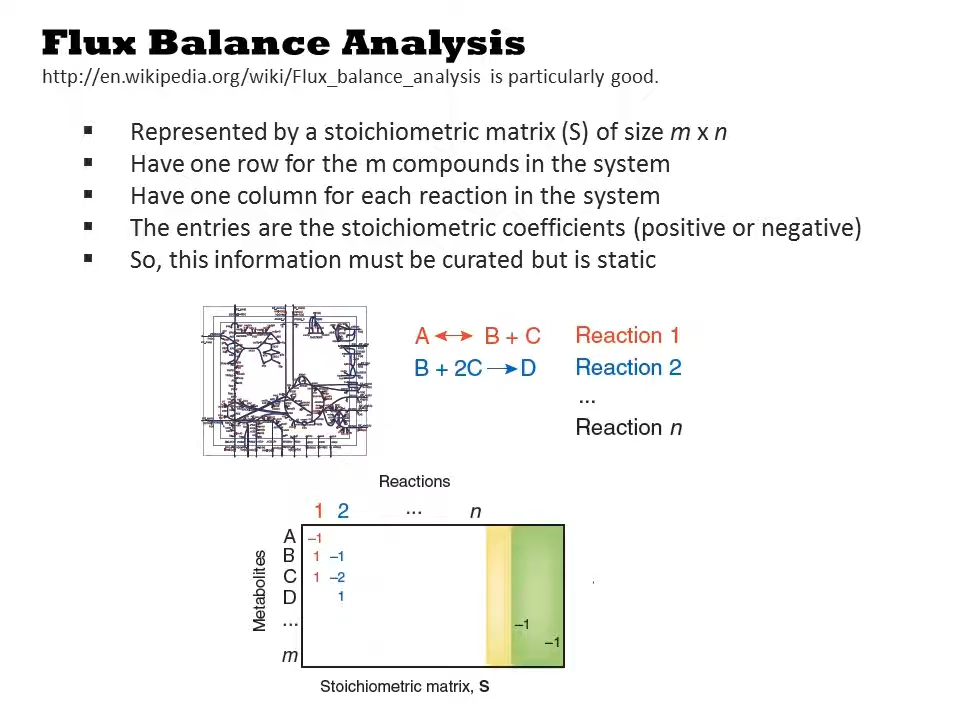 Flux Balance Analysis
http://en.wikipedia.org/wiki/Flux_balance_analysis is particularly good.
▪ Represented by a stoichiometric matrix (S) of size m x n
▪ Have one row for the m compounds in the system
▪ Have one column for each reaction in the system
▪ The entries are the stoichiometric coefficients (positive or negative)
▪ So, this information must be curated but is static
A ↔ B + C Reaction 1
B + 2C → D Reaction 2
...
Reaction n
Reactions
1 2 ... n
Metabolites
A –1
B 1 –1
C 1 –2
D 1
... –1
–1
m
Stoichiometric matrix, S